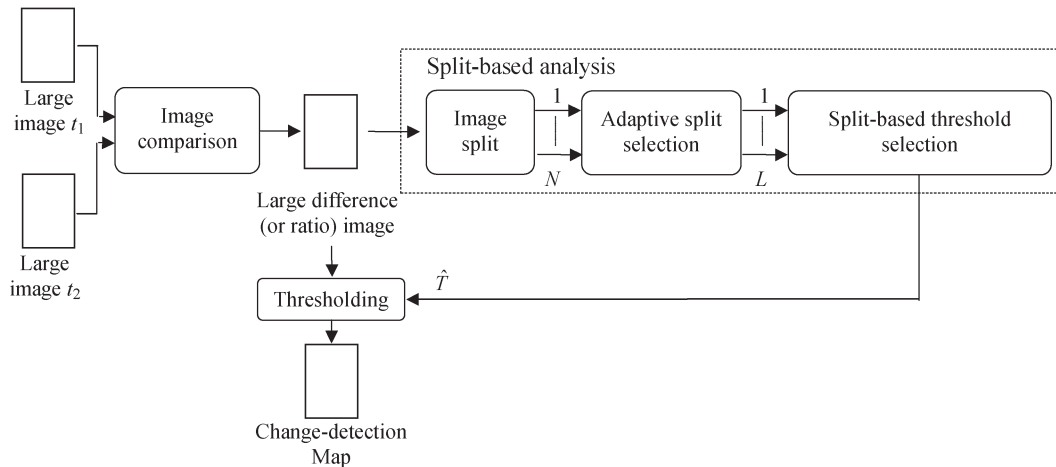 Large
image t1
Large
image t2
Image
comparison
Large difference
(or ratio) image
Split-based analysis
Image
split
1
N
Adaptive split
selection
1
L
Split-based threshold
selection
T̂
Thresholding
Change-detection
Map